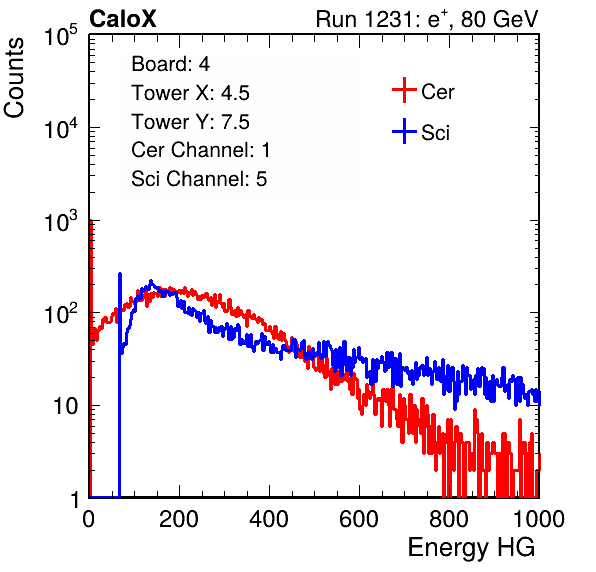 CaloX Run 1231: e⁺, 80 GeV
Counts
Board: 4
Tower X: 4.5
Tower Y: 7.5
Cer Channel: 1
Sci Channel: 5
Cer
Sci
10⁵
10⁴
10³
10²
10
1
0 200 400 600 800 1000
Energy HG